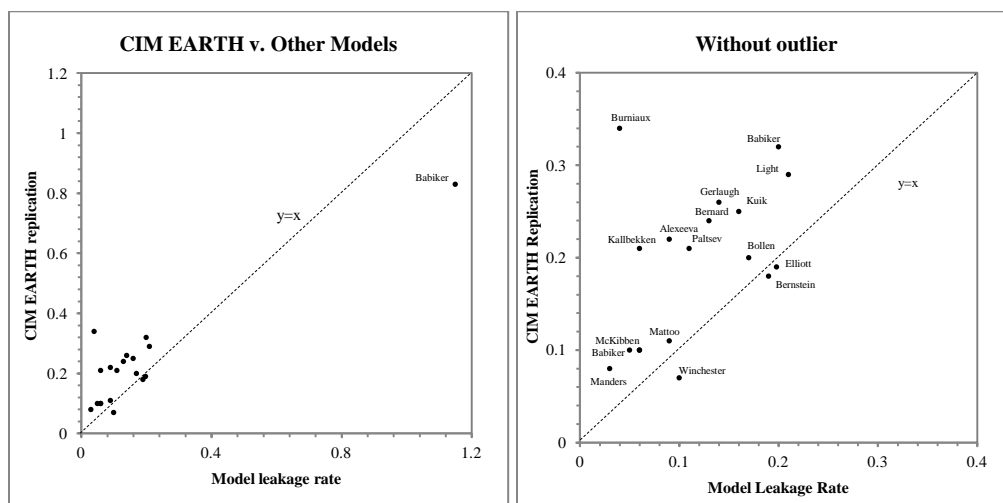 CIM EARTH v. Other Models
1.2
1
0.8
0.6
0.4
0.2
0
0
0.4
0.8
1.2
CIM EARTH replication
Model leakage rate
Babiker
y=x
Without outlier
0.4
0.3
0.2
0.1
0
0
0.1
0.2
0.3
0.4
CIM EARTH Replication
Model Leakage Rate
Burniaux
Babiker
Light
y=x
Gerlaugh
Kuik
Bernard
Alexeeva
Kallbekken
Paltsev
Bollen
Elliott
Bernstein
Mattoo
McKibben
Babiker
Winchester
Manders